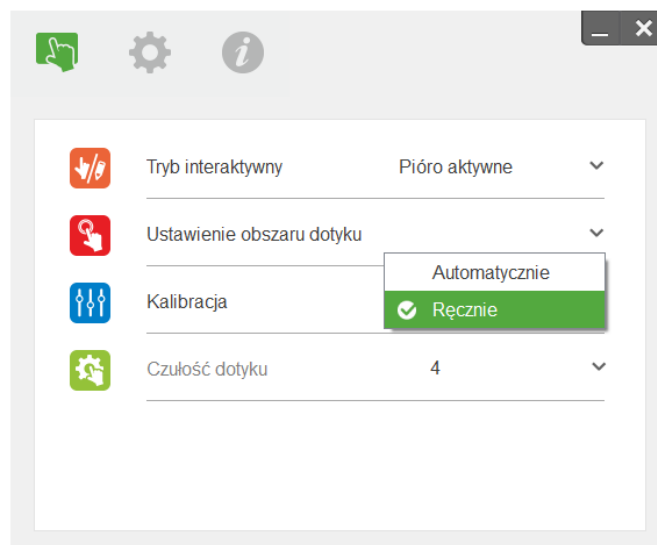 Tryb interaktywny Pióro aktywne
Ustawienie obszaru dotyku
Automatycznie
Kalibracja
Ręcznie
Czułość dotyku 4